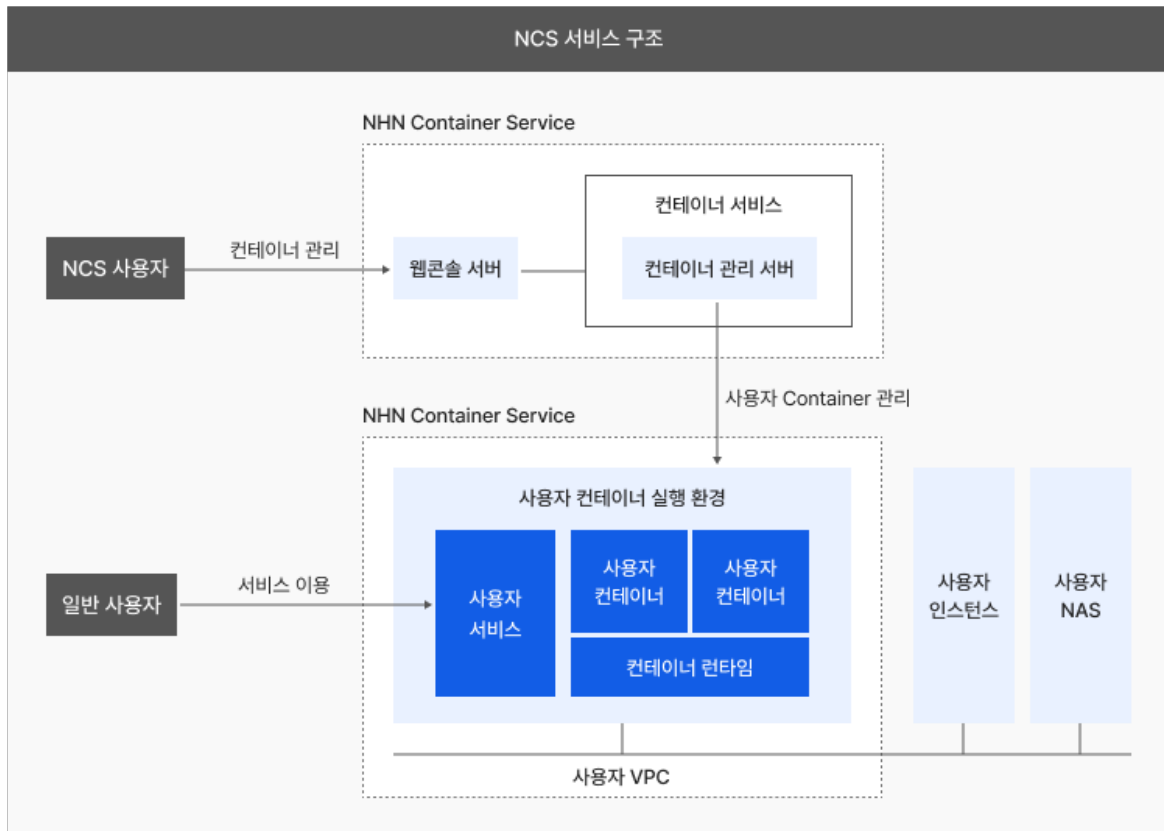 NCS 서비스 구조
NHN Container Service
컨테이너 서비스
NCS 사용자
컨테이너 관리
웹콘솔 서버
컨테이너 관리 서버
사용자 Container 관리
NHN Container Service
사용자 컨테이너 실행 환경
일반 사용자
서비스 이용
사용자
서비스
사용자
컨테이너
사용자
컨테이너
컨테이너 런타임
사용자
인스턴스
사용자
NAS
사용자 VPC